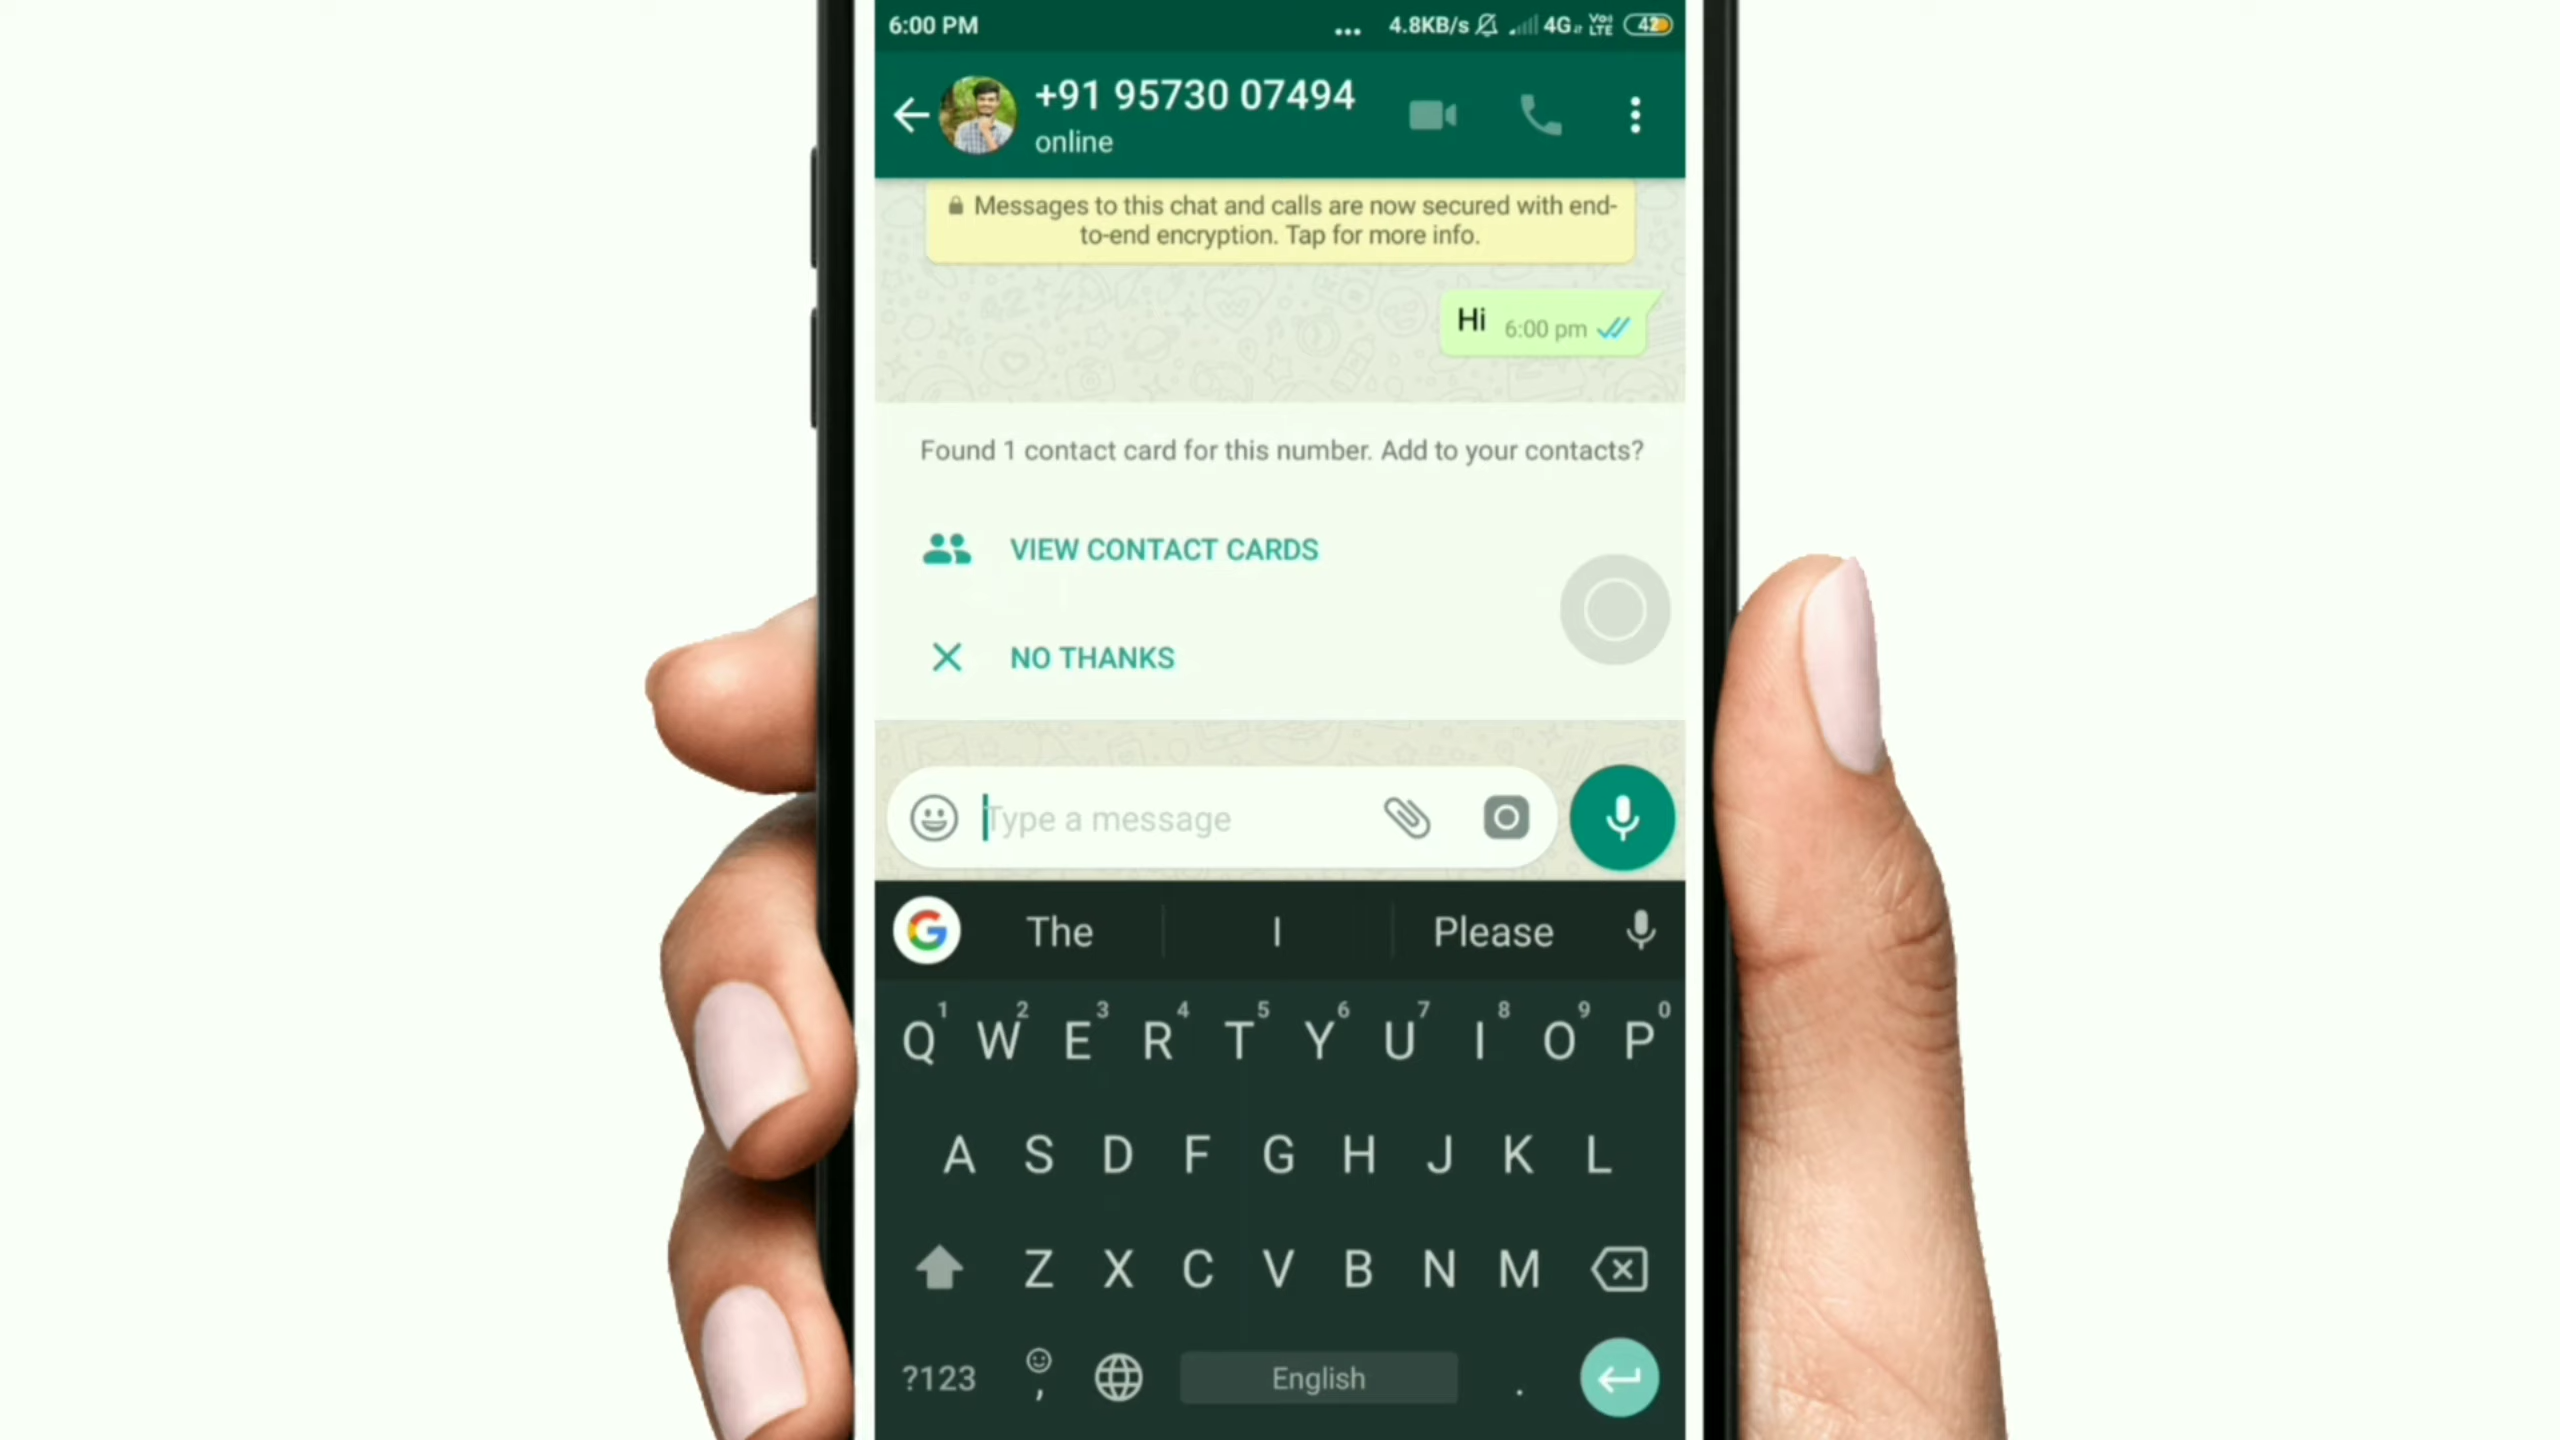 6:00 PM ... 4.8KB/s 4G Vo) LTE 42
+91 95730 07494
online
Messages to this chat and calls are now secured with end-
to-end encryption. Tap for more info.
Hi 6:00 pm
Found 1 contact card for this number. Add to your contacts?
VIEW CONTACT CARDS
NO THANKS
Type a message
G The I Please
1 2 3 4 5 6 7 8 9 0
Q W E R T Y U I O P
A S D F G H J K L
Z X C V B N M
?123 , English .